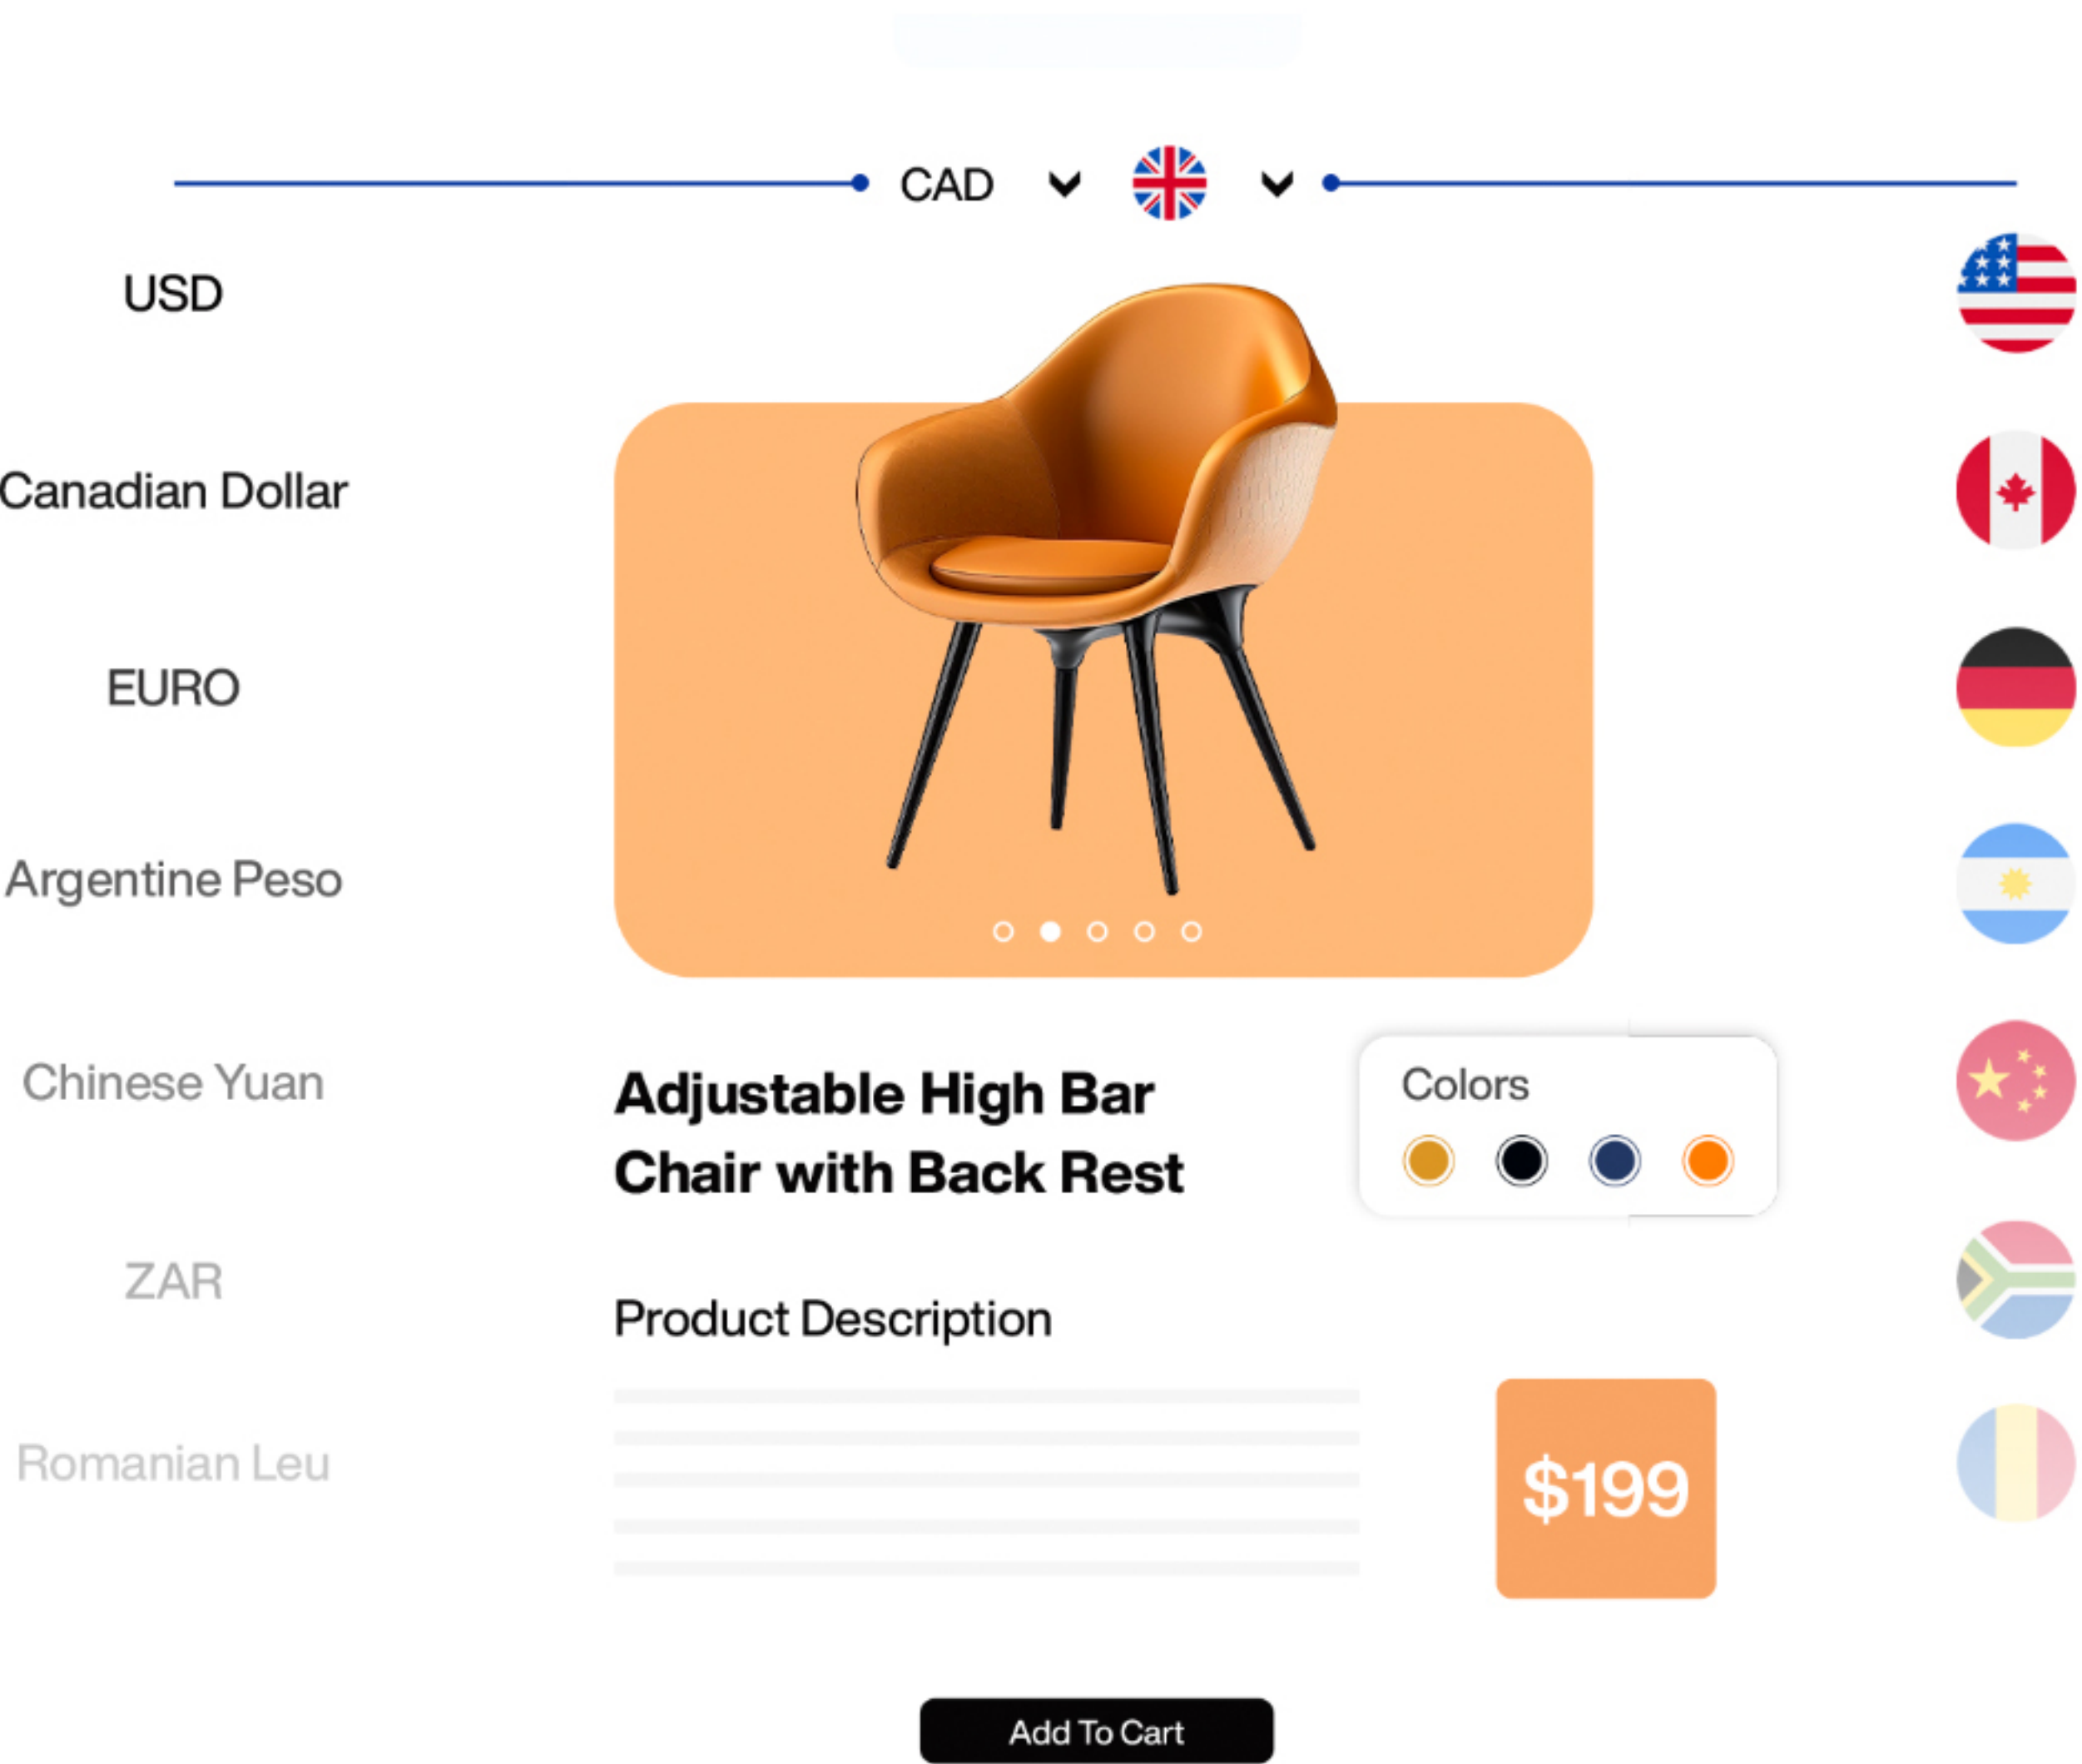 CAD
USD
Canadian Dollar
EURO
Argentine Peso
Chinese Yuan
ZAR
Romanian Leu
Adjustable High Bar
Chair with Back Rest
Colors
Product Description
$199
Add To Cart